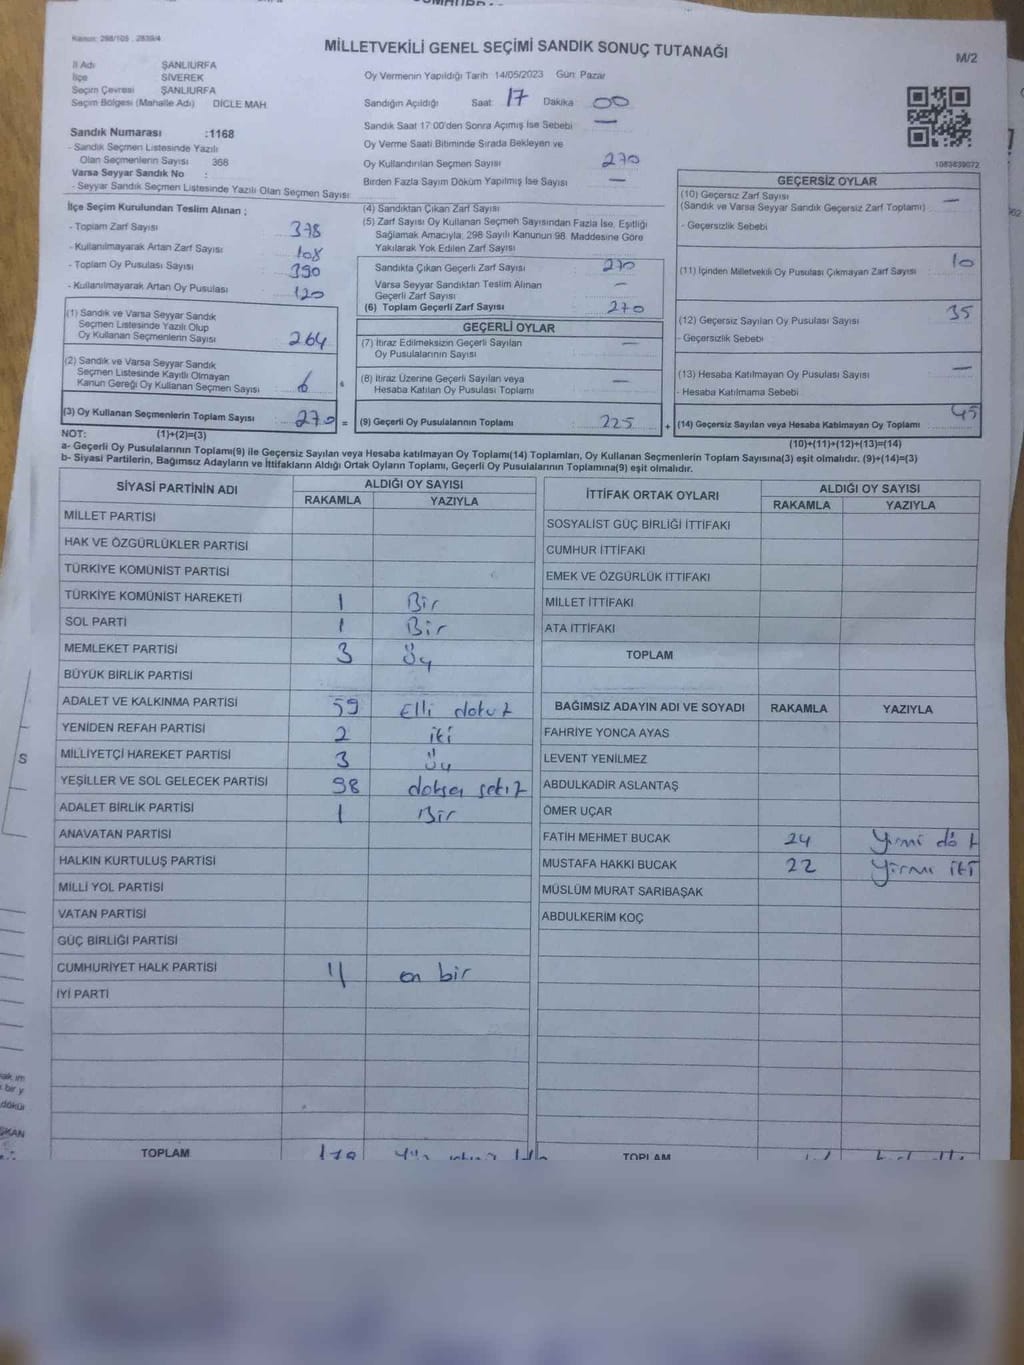 Kanun: 298/105 . 2839/4
MİLLETVEKİLİ GENEL SEÇİMİ SANDIK SONUÇ TUTANAĞI
M/2
İl Adı ŞANLIURFA
İlçe SİVEREK
Seçim Çevresi ŞANLIURFA
Seçim Bölgesi (Mahalle Adı) DİCLE MAH
Sandık Numarası :1168
- Sandık Seçmen Listesinde Yazılı
Olan Seçmenlerin Sayısı 368
Varsa Seyyar Sandık No :
- Seyyar Sandık Seçmen Listesinde Yazılı Olan Seçmen Sayısı
Oy Vermenin Yapıldığı Tarih 14/05/2023 Gün: Pazar
Sandığın Açıldığı Saat 17 Dakika 00
Sandık Saat 17:00'den Sonra Açımış İse Sebebi —
Oy Verme Saati Bitiminde Sırada Bekleyen ve
Oy Kullandırılan Seçmen Sayısı 270
Birden Fazla Sayım Döküm Yapılmış İse Sayısı —
1083839072
İlçe Seçim Kurulundan Teslim Alınan ;
- Toplam Zarf Sayısı 378
- Kullanılmayarak Artan Zarf Sayısı 108
- Toplam Oy Pusulası Sayısı 390
- Kullanılmayarak Artan Oy Pusulası 120
(1) Sandık ve Varsa Seyyar Sandık
Seçmen Listesinde Yazılı Olup
Oy Kullanan Seçmenlerin Sayısı 264
(2) Sandık ve Varsa Seyyar Sandık
Seçmen Listesinde Kayıtlı Olmayan
Kanun Gereği Oy Kullanan Seçmen Sayısı 6
(3) Oy Kullanan Seçmenlerin Toplam Sayısı 270 =
(1)+(2)=(3)
(4) Sandıktan Çıkan Zarf Sayısı
(5) Zarf Sayısı Oy Kullanan Seçmen Sayısından Fazla İse, Eşitliği
Sağlamak Amacıyla; 298 Sayılı Kanunun 98. Maddesine Göre
Yakılarak Yok Edilen Zarf Sayısı
Sandıkta Çıkan Geçerli Zarf Sayısı 270
Varsa Seyyar Sandıktan Teslim Alınan
Geçerli Zarf Sayısı —
(6) Toplam Geçerli Zarf Sayısı 270
GEÇERLİ OYLAR
(7) İtiraz Edilmeksizin Geçerli Sayılan
Oy Pusulalarının Sayısı —
(8) İtiraz Üzerine Geçerli Sayılan veya
Hesaba Katılan Oy Pusulası Toplamı —
(9) Geçerli Oy Pusulalarının Toplamı 225 +
GEÇERSİZ OYLAR
(10) Geçersiz Zarf Sayısı
(Sandık ve Varsa Seyyar Sandık Geçersiz Zarf Toplamı) —
- Geçersizlik Sebebi
(11) İçinden Milletvekili Oy Pusulası Çıkmayan Zarf Sayısı 10
(12) Geçersiz Sayılan Oy Pusulası Sayısı 35
- Geçersizlik Sebebi
(13) Hesaba Katılmayan Oy Pusulası Sayısı —
- Hesaba Katılmama Sebebi
(14) Geçersiz Sayılan veya Hesaba Katılmayan Oy Toplamı 45
(10)+(11)+(12)+(13)=(14)
NOT:
a- Geçerli Oy Pusulalarının Toplamı(9) ile Geçersiz Sayılan veya Hesaba katılmayan Oy Toplamı(14) Toplamları, Oy Kullanan Seçmenlerin Toplam Sayısına(3) eşit olmalıdır. (9)+(14)=(3)
b- Siyasi Partilerin, Bağımsız Adayların ve İttifakların Aldığı Ortak Oyların Toplamı, Geçerli Oy Pusulalarının Toplamına(9) eşit olmalıdır.
SİYASİ PARTİNİN ADI ALDIĞI OY SAYISI
RAKAMLA YAZIYLA
MİLLET PARTİSİ
HAK VE ÖZGÜRLÜKLER PARTİSİ
TÜRKİYE KOMÜNİST PARTİSİ
TÜRKİYE KOMÜNİST HAREKETİ 1 Bir
SOL PARTİ 1 Bir
MEMLEKET PARTİSİ 3 Üç
BÜYÜK BİRLİK PARTİSİ
ADALET VE KALKINMA PARTİSİ 59 Elli dokuz
YENİDEN REFAH PARTİSİ 2 iki
MİLLİYETÇİ HAREKET PARTİSİ 3 Üç
YEŞİLLER VE SOL GELECEK PARTİSİ 98 doksan sekiz
ADALET BİRLİK PARTİSİ 1 Bir
ANAVATAN PARTİSİ
HALKIN KURTULUŞ PARTİSİ
MİLLİ YOL PARTİSİ
VATAN PARTİSİ
GÜÇ BİRLİĞİ PARTİSİ
CUMHURİYET HALK PARTİSİ 11 on bir
İYİ PARTİ
TOPLAM 179
İTTİFAK ORTAK OYLARI ALDIĞI OY SAYISI
RAKAMLA YAZIYLA
SOSYALİST GÜÇ BİRLİĞİ İTTİFAKI
CUMHUR İTTİFAKI
EMEK VE ÖZGÜRLÜK İTTİFAKI
MİLLET İTTİFAKI
ATA İTTİFAKI
TOPLAM
BAĞIMSIZ ADAYIN ADI VE SOYADI RAKAMLA YAZIYLA
FAHRİYE YONCA AYAS
LEVENT YENİLMEZ
ABDULKADİR ASLANTAŞ
ÖMER UÇAR
FATİH MEHMET BUCAK 24 Yirmi dört
MUSTAFA HAKKI BUCAK 22 Yirmi iki
MÜSLÜM MURAT SARIBAŞAK
ABDULKERİM KOÇ
TOPLAM